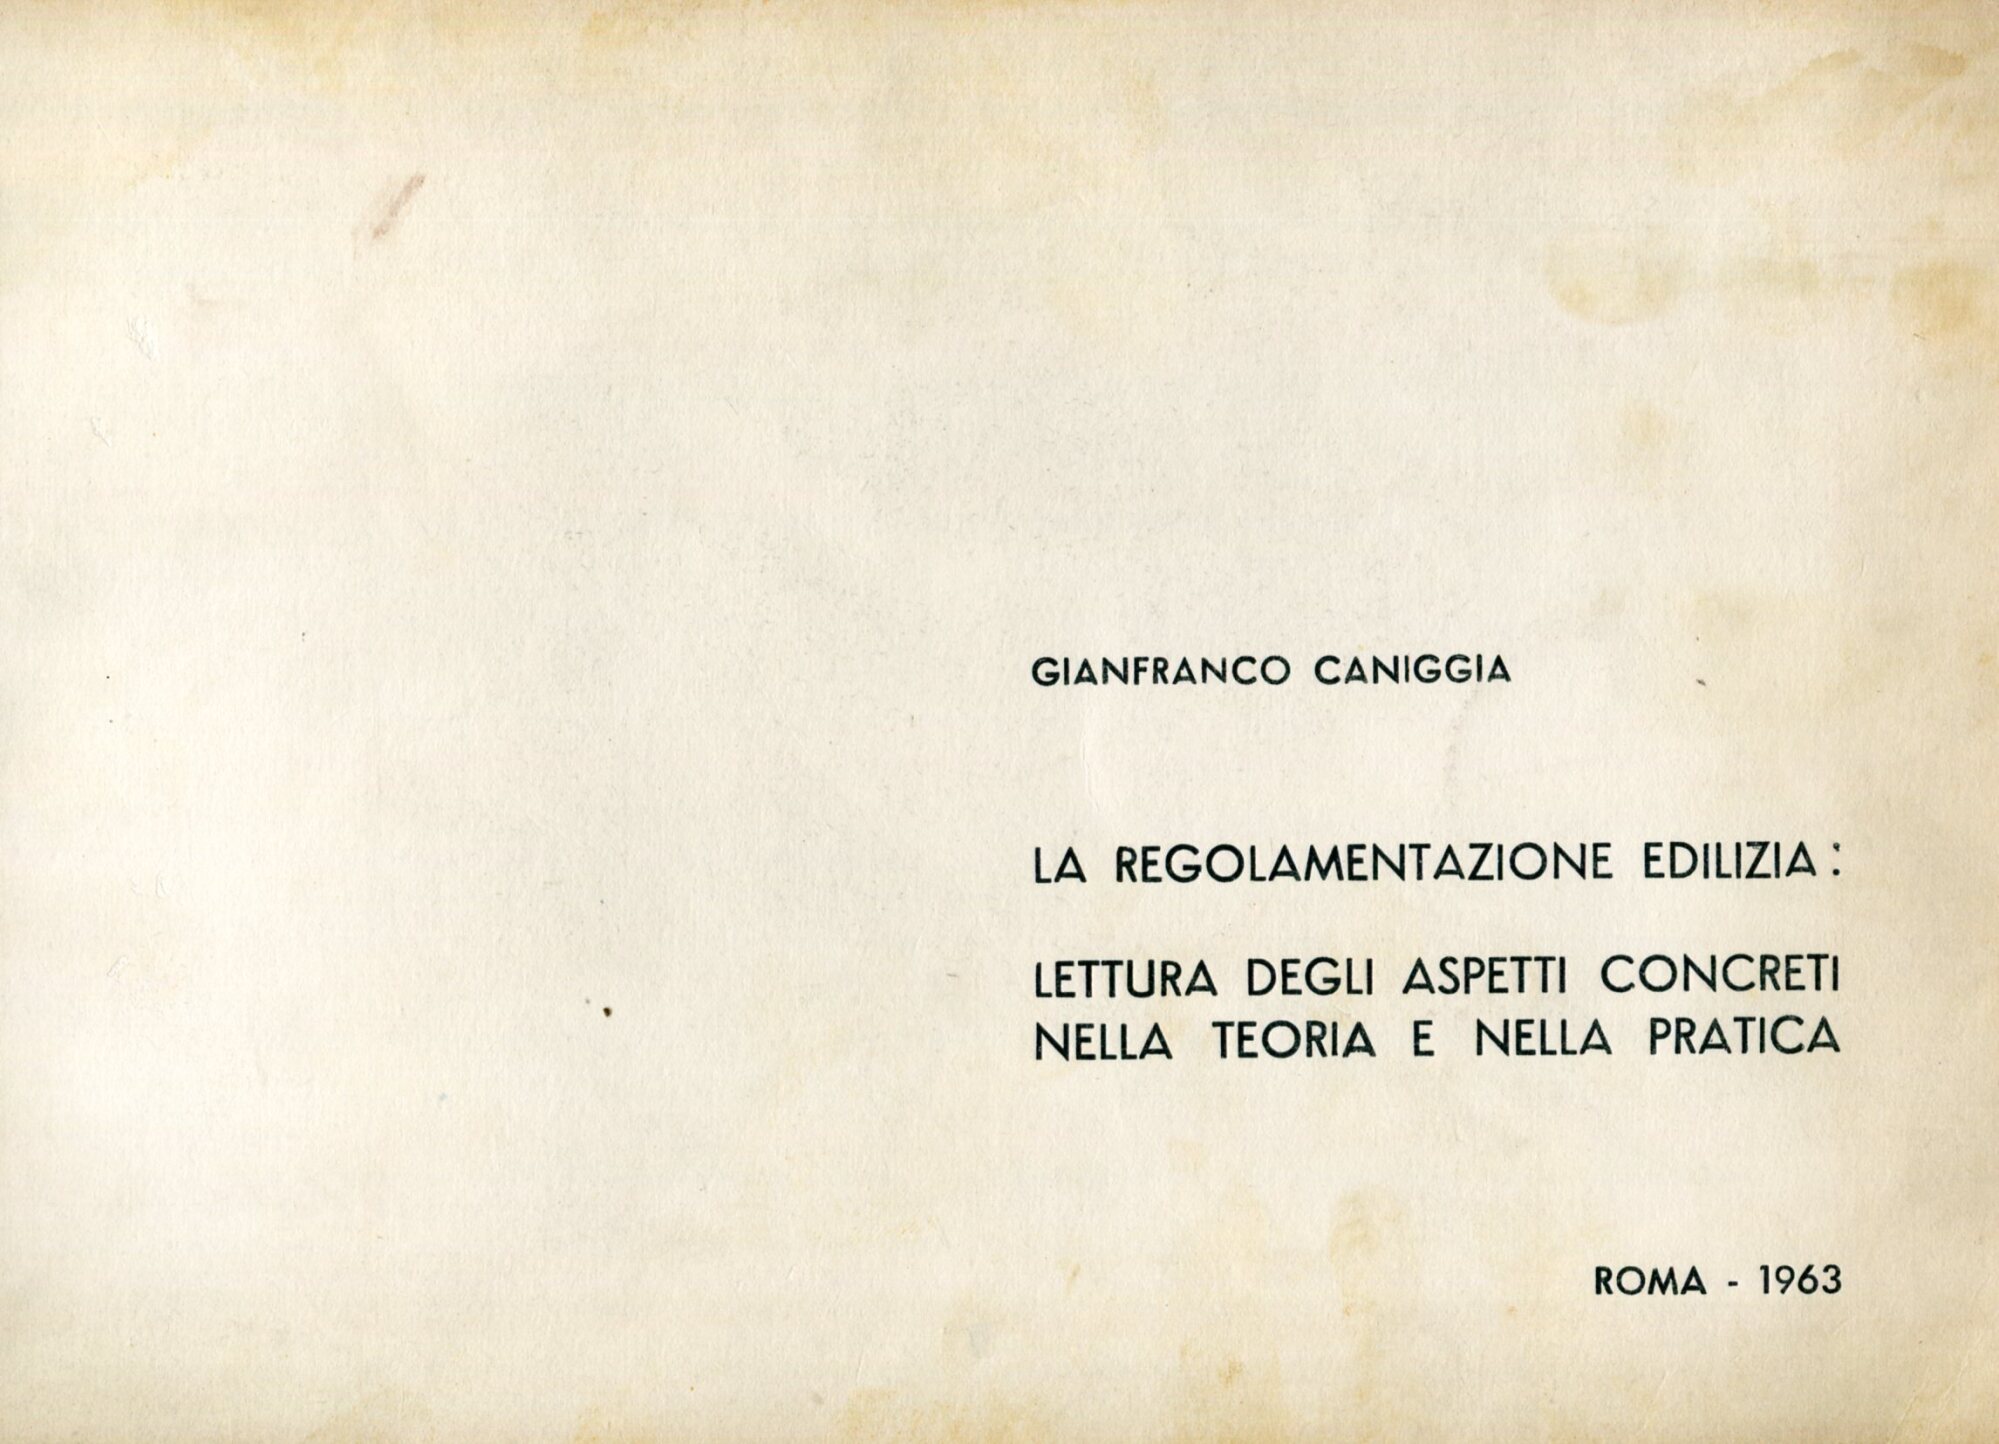 GIANFRANCO CANIGGIA
LA REGOLAMENTAZIONE EDILIZIA:
LETTURA DEGLI ASPETTI CONCRETI
NELLA TEORIA E NELLA PRATICA
ROMA - 1963